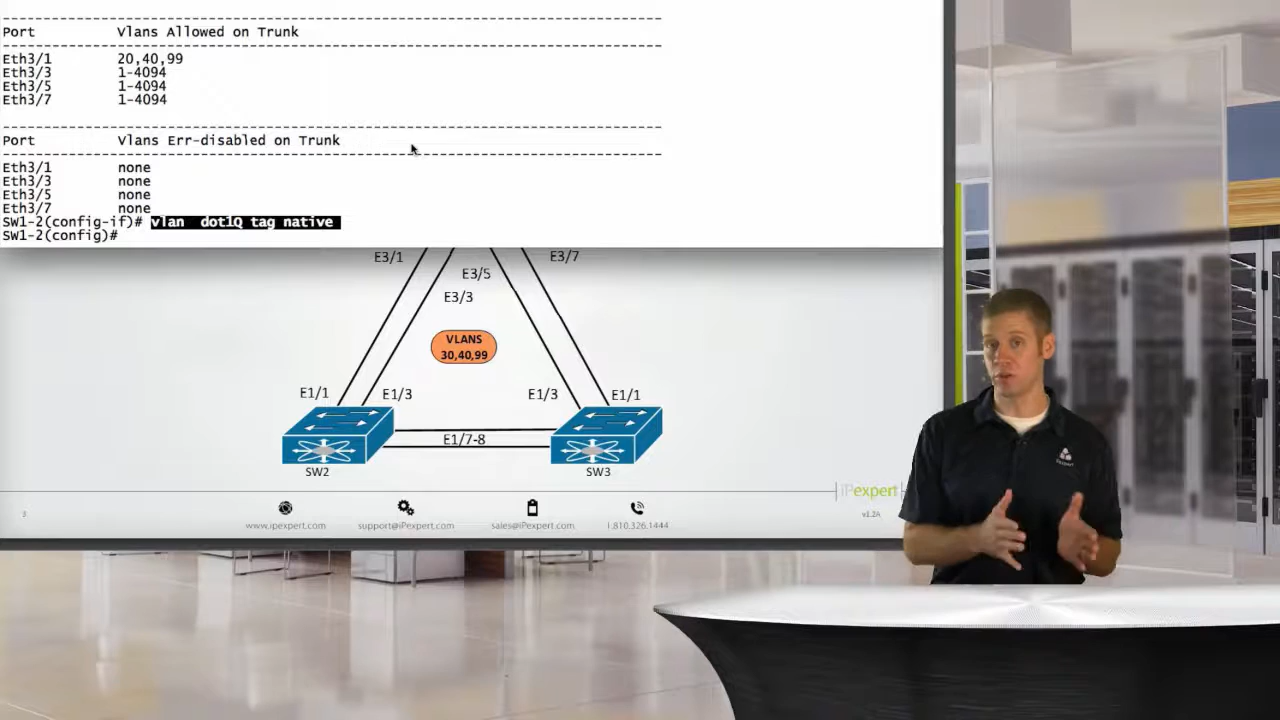 Port Vlans Allowed on Trunk
Eth3/1 20,40,99
Eth3/3 1-4094
Eth3/5 1-4094
Eth3/7 1-4094
Port Vlans Err-disabled on Trunk
Eth3/1 none
Eth3/3 none
Eth3/5 none
Eth3/7 none
SW1-2(config-if)# vlan dot1Q tag native
SW1-2(config)#
E3/1 E3/7
E3/5
E3/3
VLANS
30,40,99
E1/1 E1/3 E1/3 E1/1
E1/7-8
SW2 SW3
iPexpert
3 www.ipexpert.com support@iPexpert.com sales@iPexpert.com 1.810.326.1444 v1.2A